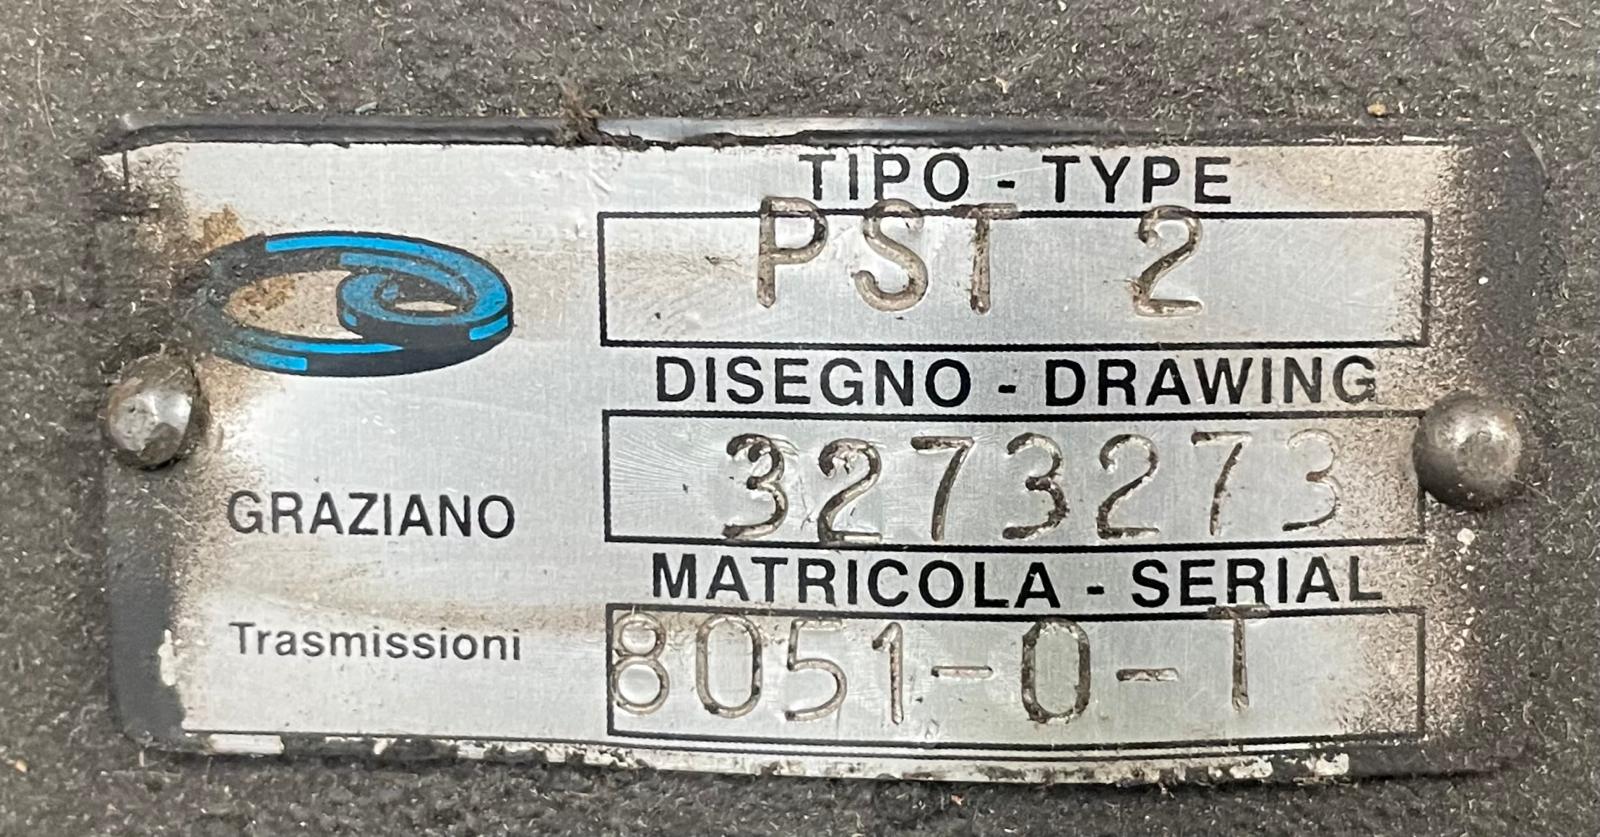 TIPO - TYPE
PST 2
DISEGNO - DRAWING
3273273
GRAZIANO
MATRICOLA - SERIAL
Trasmissioni
8051-0-T